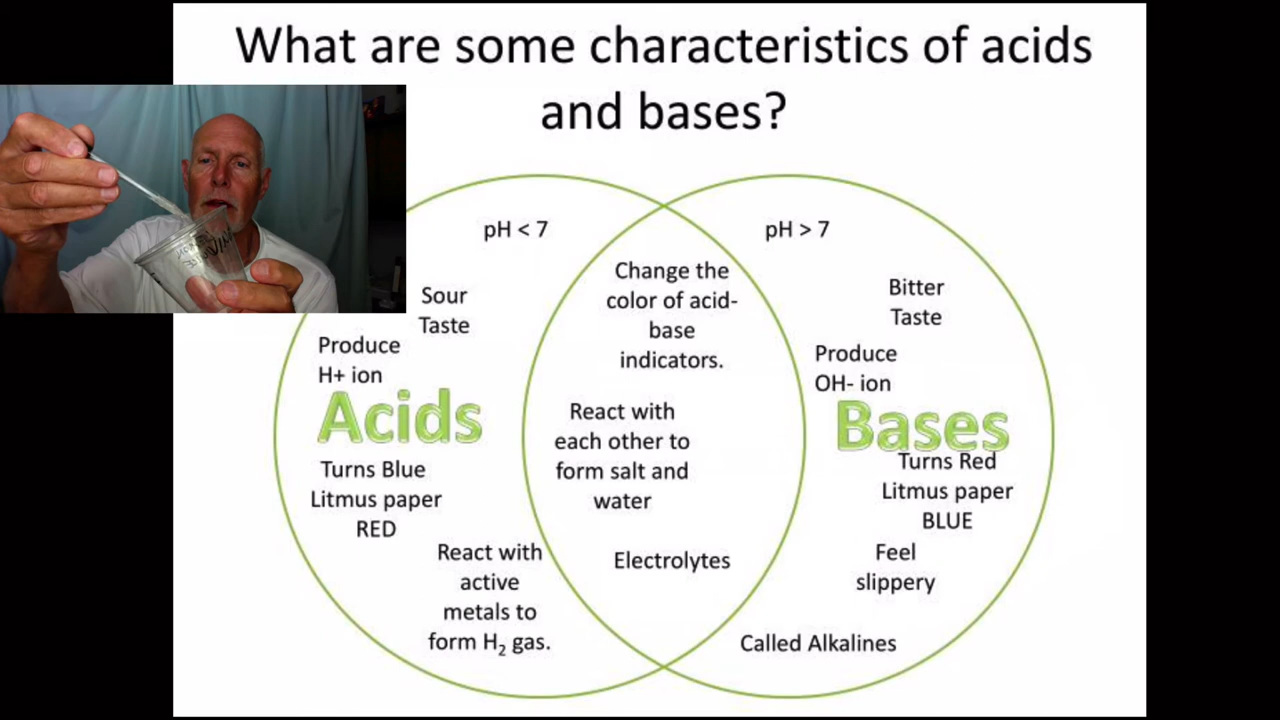 What are some characteristics of acids
and bases?
pH < 7
Sour
Taste
Produce
H+ ion
Acids
Turns Blue
Litmus paper
RED
React with
active
metals to
form H₂ gas.
Change the
color of acid-
base
indicators.
React with
each other to
form salt and
water
Electrolytes
pH > 7
Bitter
Taste
Produce
OH- ion
Bases
Turns Red
Litmus paper
BLUE
Feel
slippery
Called Alkalines